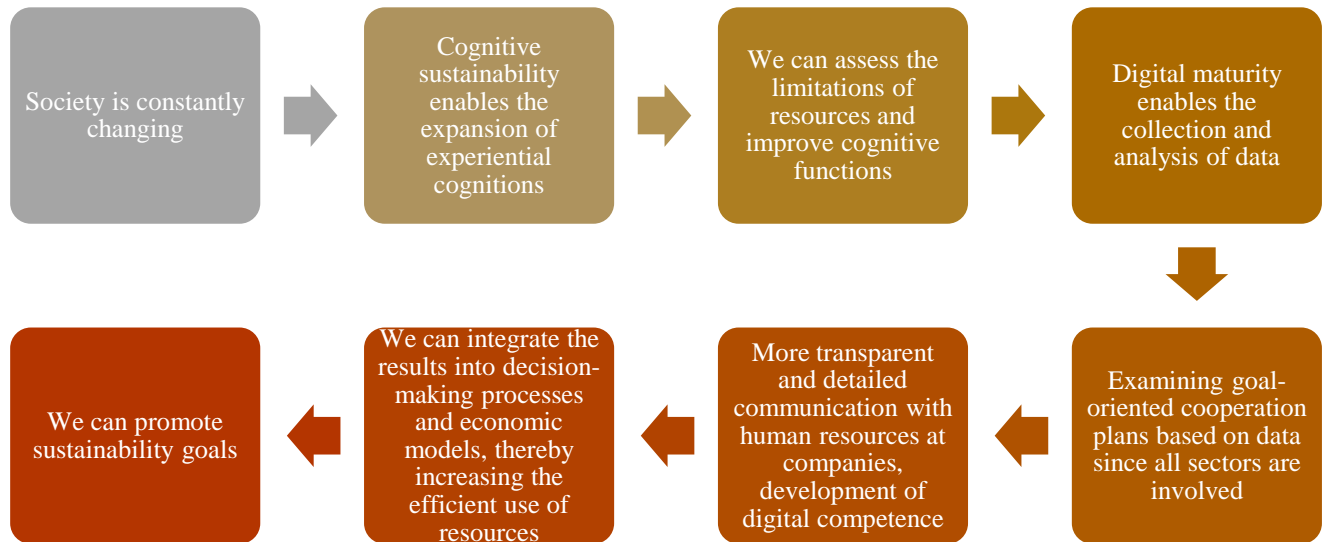 Society is constantly
changing
Cognitive
sustainability
enables the
expansion of
experiential
cognitions
We can assess the
limitations of
resources and
improve cognitive
functions
Digital maturity
enables the
collection and
analysis of data
Examining goal-
oriented cooperation
plans based on data
since all sectors are
involved
More transparent
and detailed
communication with
human resources at
companies,
development of
digital competence
We can integrate the
results into decision-
making processes
and economic
models, thereby
increasing the
efficient use of
resources
We can promote
sustainability goals